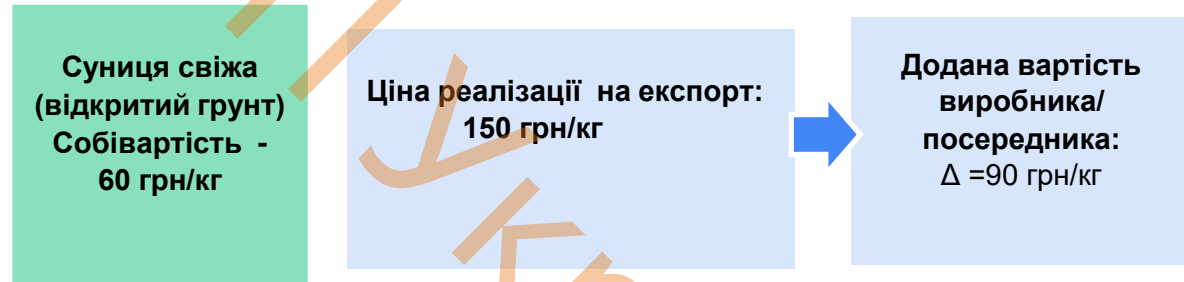 Суниця свіжа
(відкритий грунт)
Собівартість -
60 грн/кг
Ціна реалізації на експорт:
150 грн/кг
Додана вартість
виробника/
посередника:
Δ =90 грн/кг